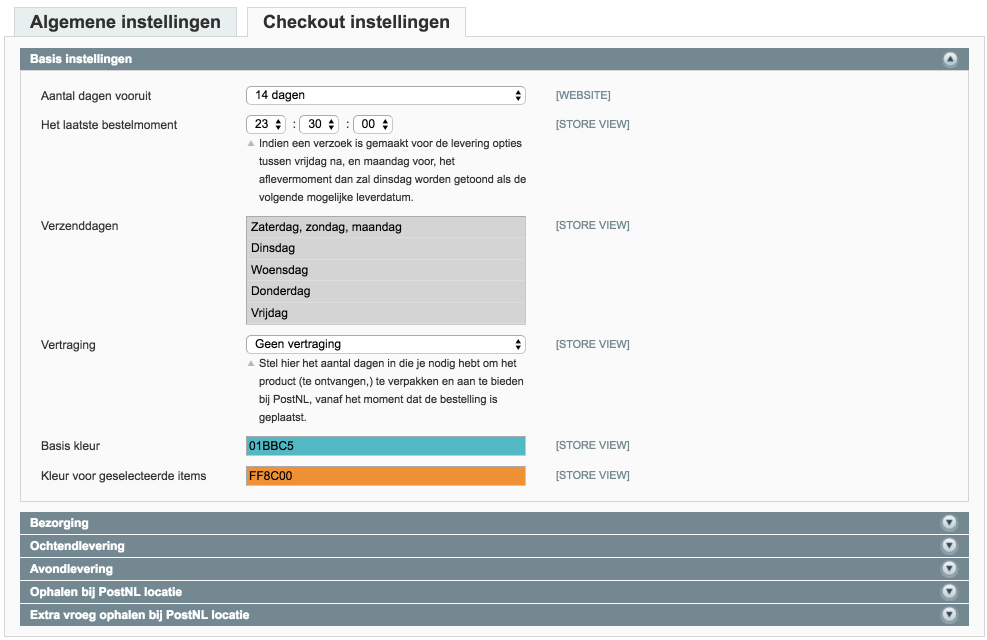 Algemene instellingen
Checkout instellingen
Basis instellingen
Aantal dagen vooruit
14 dagen
[WEBSITE]
Het laatste bestelmoment
23 : 30 : 00
[STORE VIEW]
Indien een verzoek is gemaakt voor de levering opties
tussen vrijdag na, en maandag voor, het
aflevermoment dan zal dinsdag worden getoond als de
volgende mogelijke leverdatum.
Verzenddagen
Zaterdag, zondag, maandag
[STORE VIEW]
Dinsdag
Woensdag
Donderdag
Vrijdag
Vertraging
Geen vertraging
[STORE VIEW]
Stel hier het aantal dagen in die je nodig hebt om het
product (te ontvangen,) te verpakken en aan te bieden
bij PostNL, vanaf het moment dat de bestelling is
geplaatst.
Basis kleur
01BBC5
[STORE VIEW]
Kleur voor geselecteerde items
FF8C00
[STORE VIEW]
Bezorging
Ochtendlevering
Avondlevering
Ophalen bij PostNL locatie
Extra vroeg ophalen bij PostNL locatie